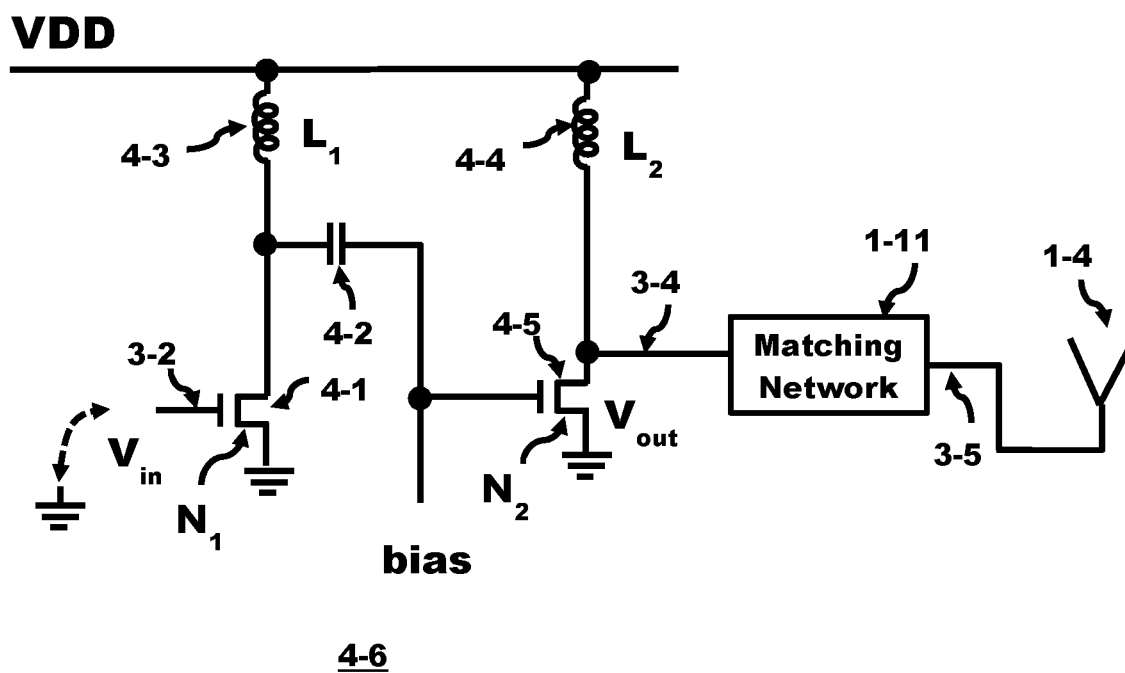 VDD
4-3
L1
4-4
L2
1-11
1-4
3-4
4-2
4-5
3-2
4-1
Matching
Network
Vin
Vout
3-5
N1
N2
bias
4-6